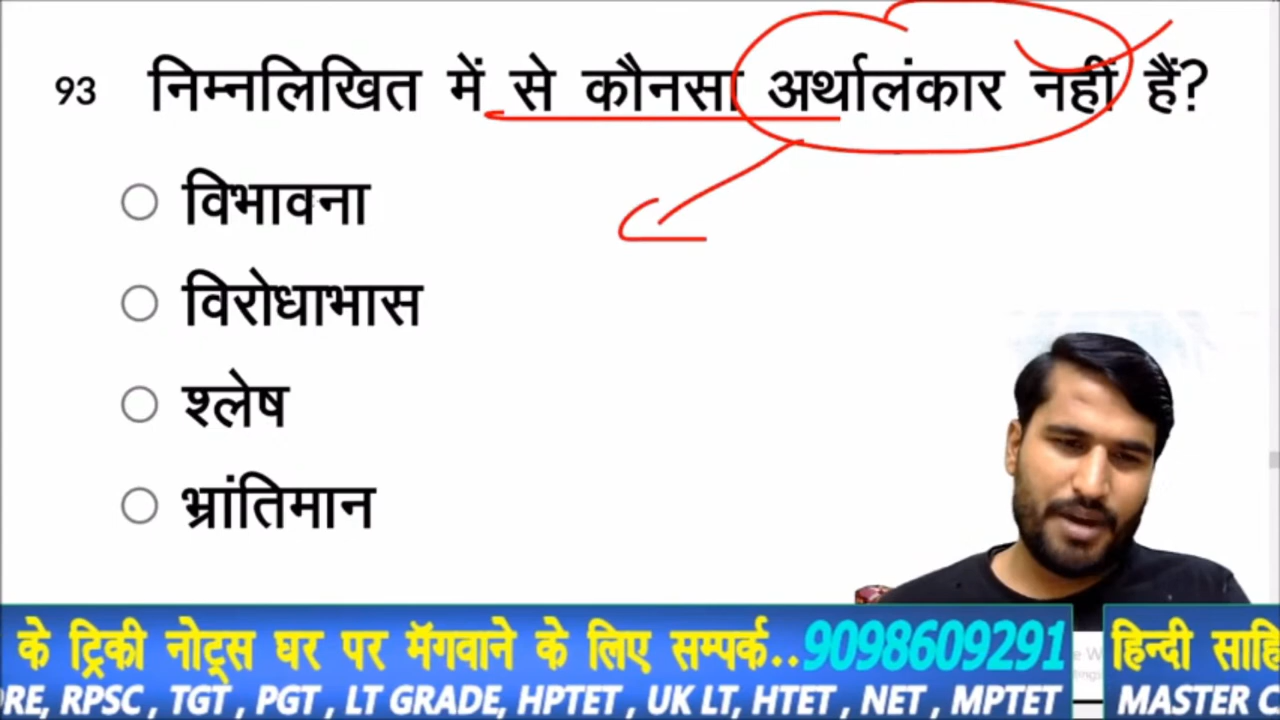 93 निम्नलिखित में से कौनसा अर्थालंकार नहीं हैं?
विभावना
विरोधाभास
श्लेष
भ्रांतिमान
के ट्रिकी नोट्स घर पर मॅगवाने के लिए सम्पर्क..9098609291
हिन्दी साहि
ORE, RPSC , TGT , PGT , LT GRADE, HPTET , UK LT, HTET , NET , MPTET
MASTER C